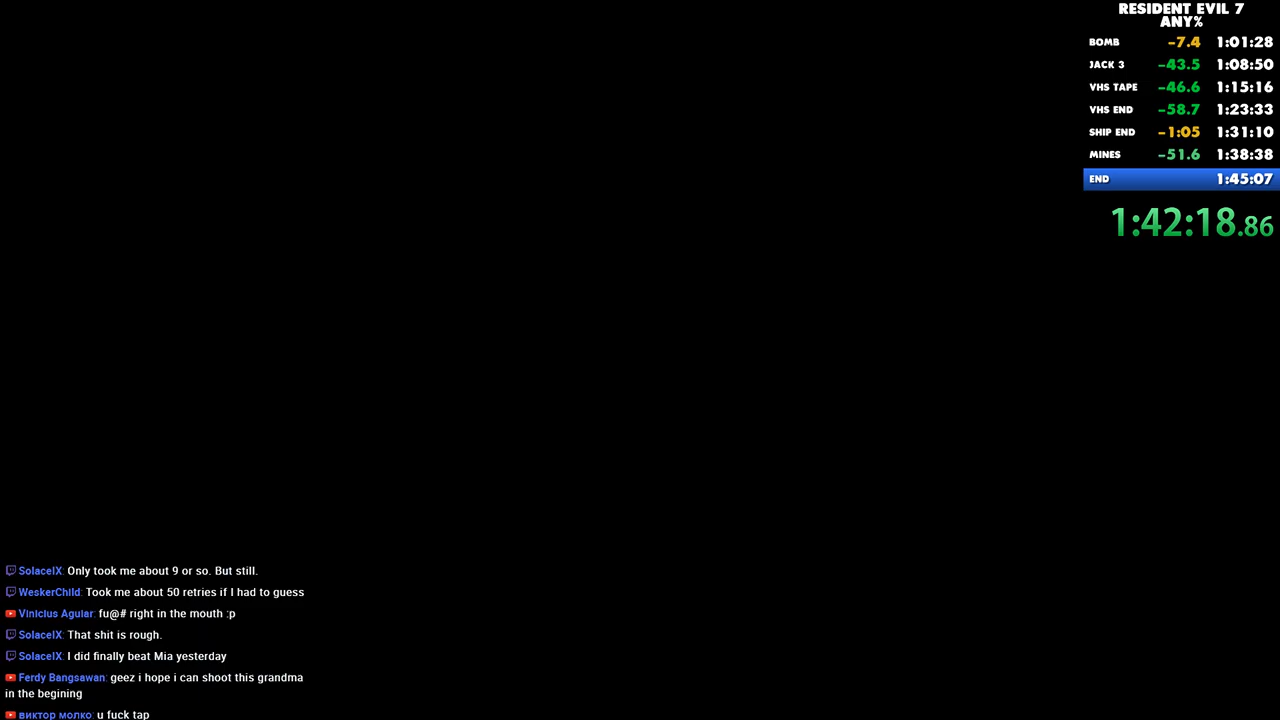 RESIDENT EVIL 7
ANY%
BOMB -7.4 1:01:28
JACK 3 -43.5 1:08:50
VHS TAPE -46.6 1:15:16
VHS END -58.7 1:23:33
SHIP END -1:05 1:31:10
MINES -51.6 1:38:38
END 1:45:07
1:42:18.86
SolaceIX: Only took me about 9 or so. But still.
WeskerChild: Took me about 50 retries if I had to guess
Vinicius Aguiar: fu@# right in the mouth :p
SolaceIX: That shit is rough.
SolaceIX: I did finally beat Mia yesterday
Ferdy Bangsawan: geez i hope i can shoot this grandma
in the begining
виктор молко: u fuck tap